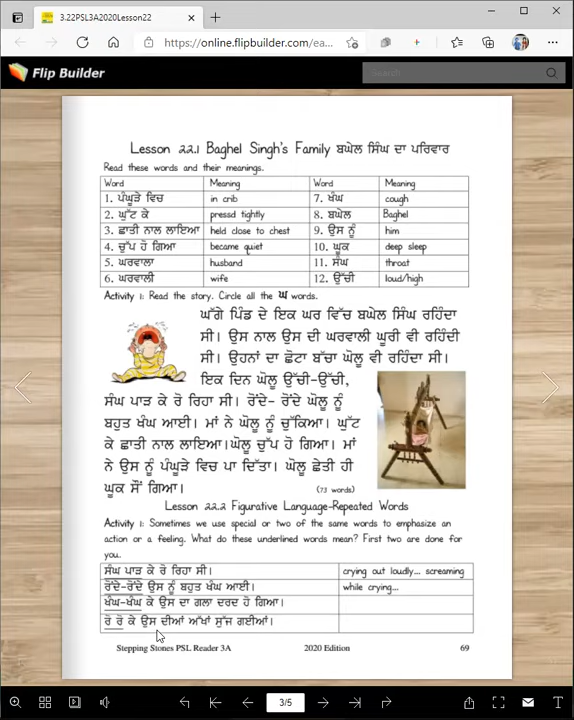 3.22PSL3A2020Lesson22
https://online.flipbuilder.com/ea...
Flip Builder
Search
Lesson 22.1 Baghel Singh's Family ਬਘੇਲ ਸਿੰਘ ਦਾ ਪਰਿਵਾਰ
Read these words and their meanings.
Word Meaning Word Meaning
1. ਪੰਘੂੜੇ ਵਿਚ in crib 7. ਖੰਘ cough
2. ਘੁੱਟ ਕੇ pressd tightly 8. ਬਘੇਲ Baghel
3. ਛਾਤੀ ਨਾਲ ਲਾਇਆ held close to chest 9. ਉਸ ਨੂੰ him
4. ਚੁੱਪ ਹੋ ਗਿਆ became quiet 10. ਘੂਕ deep sleep
5. ਘਰਵਾਲਾ husband 11. ਸੰਘ throat
6. ਘਰਵਾਲੀ wife 12. ਉੱਚੀ loud/high
Activity 1: Read the story. Circle all the ਘ words.
ਘੱਗੇ ਪਿੰਡ ਦੇ ਇਕ ਘਰ ਵਿੱਚ ਬਘੇਲ ਸਿੰਘ ਰਹਿੰਦਾ
ਸੀ। ਉਸ ਨਾਲ ਉਸ ਦੀ ਘਰਵਾਲੀ ਘੂਰੀ ਵੀ ਰਹਿੰਦੀ
ਸੀ। ਉਹਨਾਂ ਦਾ ਛੋਟਾ ਬੱਚਾ ਘੋਲੂ ਵੀ ਰਹਿੰਦਾ ਸੀ।
ਇਕ ਦਿਨ ਘੋਲੂ ਉੱਚੀ-ਉੱਚੀ,
ਸੰਘ ਪਾੜ ਕੇ ਰੋ ਰਿਹਾ ਸੀ। ਰੋਂਦੇ- ਰੋਂਦੇ ਘੋਲੂ ਨੂੰ
ਬਹੁਤ ਖੰਘ ਆਈ। ਮਾਂ ਨੇ ਘੋਲੂ ਨੂੰ ਚੁੱਕਿਆ। ਘੁੱਟ
ਕੇ ਛਾਤੀ ਨਾਲ ਲਾਇਆ।ਘੋਲੂ ਚੁੱਪ ਹੋ ਗਿਆ। ਮਾਂ
ਨੇ ਉਸ ਨੂੰ ਪੰਘੂੜੇ ਵਿਚ ਪਾ ਦਿੱਤਾ। ਘੋਲੂ ਛੇਤੀ ਹੀ
ਘੂਕ ਸੌਂ ਗਿਆ। (73 words)
Lesson 22.2 Figurative Language-Repeated Words
Activity 1: Sometimes we use special or two of the same words to emphasize an
action or a feeling. What do these underlined words mean? First two are done for
you.
ਸੰਘ ਪਾੜ ਕੇ ਰੋ ਰਿਹਾ ਸੀ। crying out loudly... screaming
ਰੋਂਦੇ-ਰੋਂਦੇ ਉਸ ਨੂੰ ਬਹੁਤ ਖੰਘ ਆਈ। while crying...
ਖੰਘ-ਖੰਘ ਕੇ ਉਸ ਦਾ ਗਲਾ ਦਰਦ ਹੋ ਗਿਆ।
ਰੋ ਰੋ ਕੇ ਉਸ ਦੀਆਂ ਅੱਖਾਂ ਸੁੱਜ ਗਈਆਂ।
Stepping Stones PSL Reader 3A 2020 Edition 69
3/5